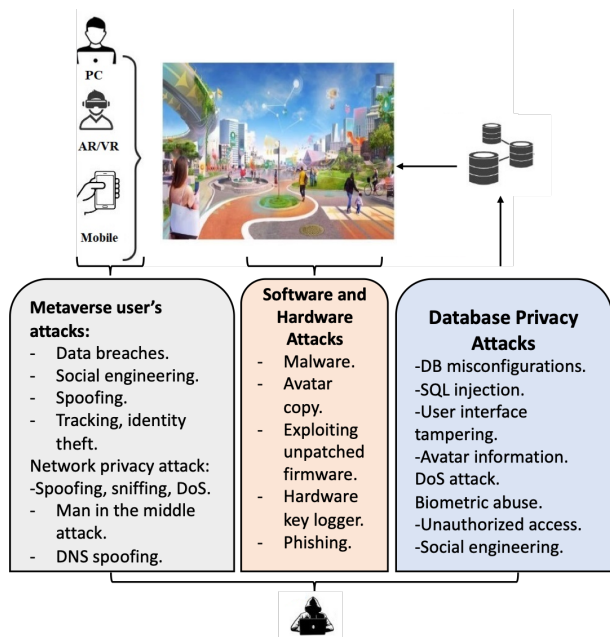 PC
AR/VR
Mobile
Metaverse user's
attacks:
- Data breaches.
- Social engineering.
- Spoofing.
- Tracking, identity
theft.
Network privacy attack:
-Spoofing, sniffing, DoS.
- Man in the middle
attack.
- DNS spoofing.
Software and
Hardware
Attacks
- Malware.
- Avatar
copy.
- Exploiting
unpatched
firmware.
- Hardware
key logger.
- Phishing.
Database Privacy
Attacks
-DB misconfigurations.
-SQL injection.
-User interface
tampering.
-Avatar information.
DoS attack.
Biometric abuse.
-Unauthorized access.
-Social engineering.